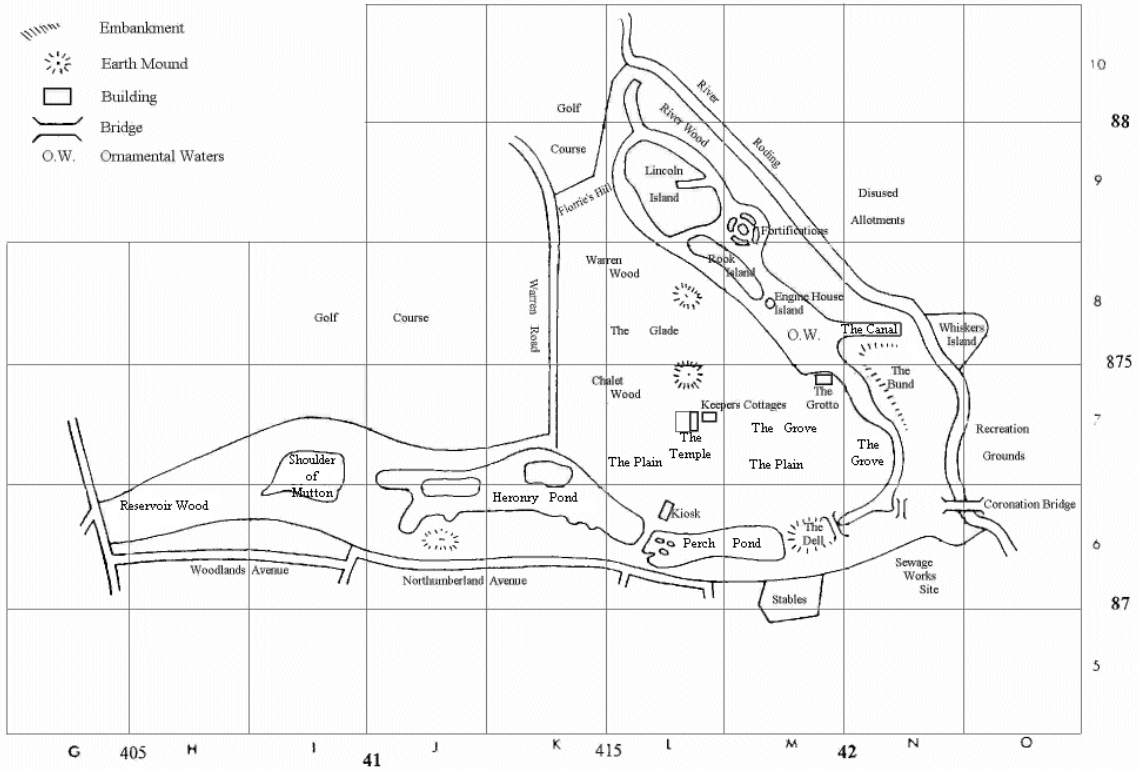 Embankment
Earth Mound
Building
Bridge
O.W. Ornamental Waters
10
88
9
8
875
7
6
87
5
River
Roding
River Wood
Golf
Course
Florrie's Hill
Lincoln
Island
Disused
Allotments
Fortifications
Rook
Island
Warren
Wood
Warren Road
Golf Course
Engine House
Island
The Glade
O.W.
The Canal
Whiskers
Island
The
Bund
Chalet
Wood
The
Grotto
Keepers Cottages
The Grove
The
Temple
The Plain
The Plain
The
Grove
Recreation
Grounds
Shoulder
of
Mutton
Reservoir Wood
Heronry Pond
Kiosk
Coronation Bridge
Perch Pond
The
Dell
Woodlands Avenue
Northumberland Avenue
Sewage
Works
Site
Stables
G 405 H I 41 J K 415 L M 42 N O